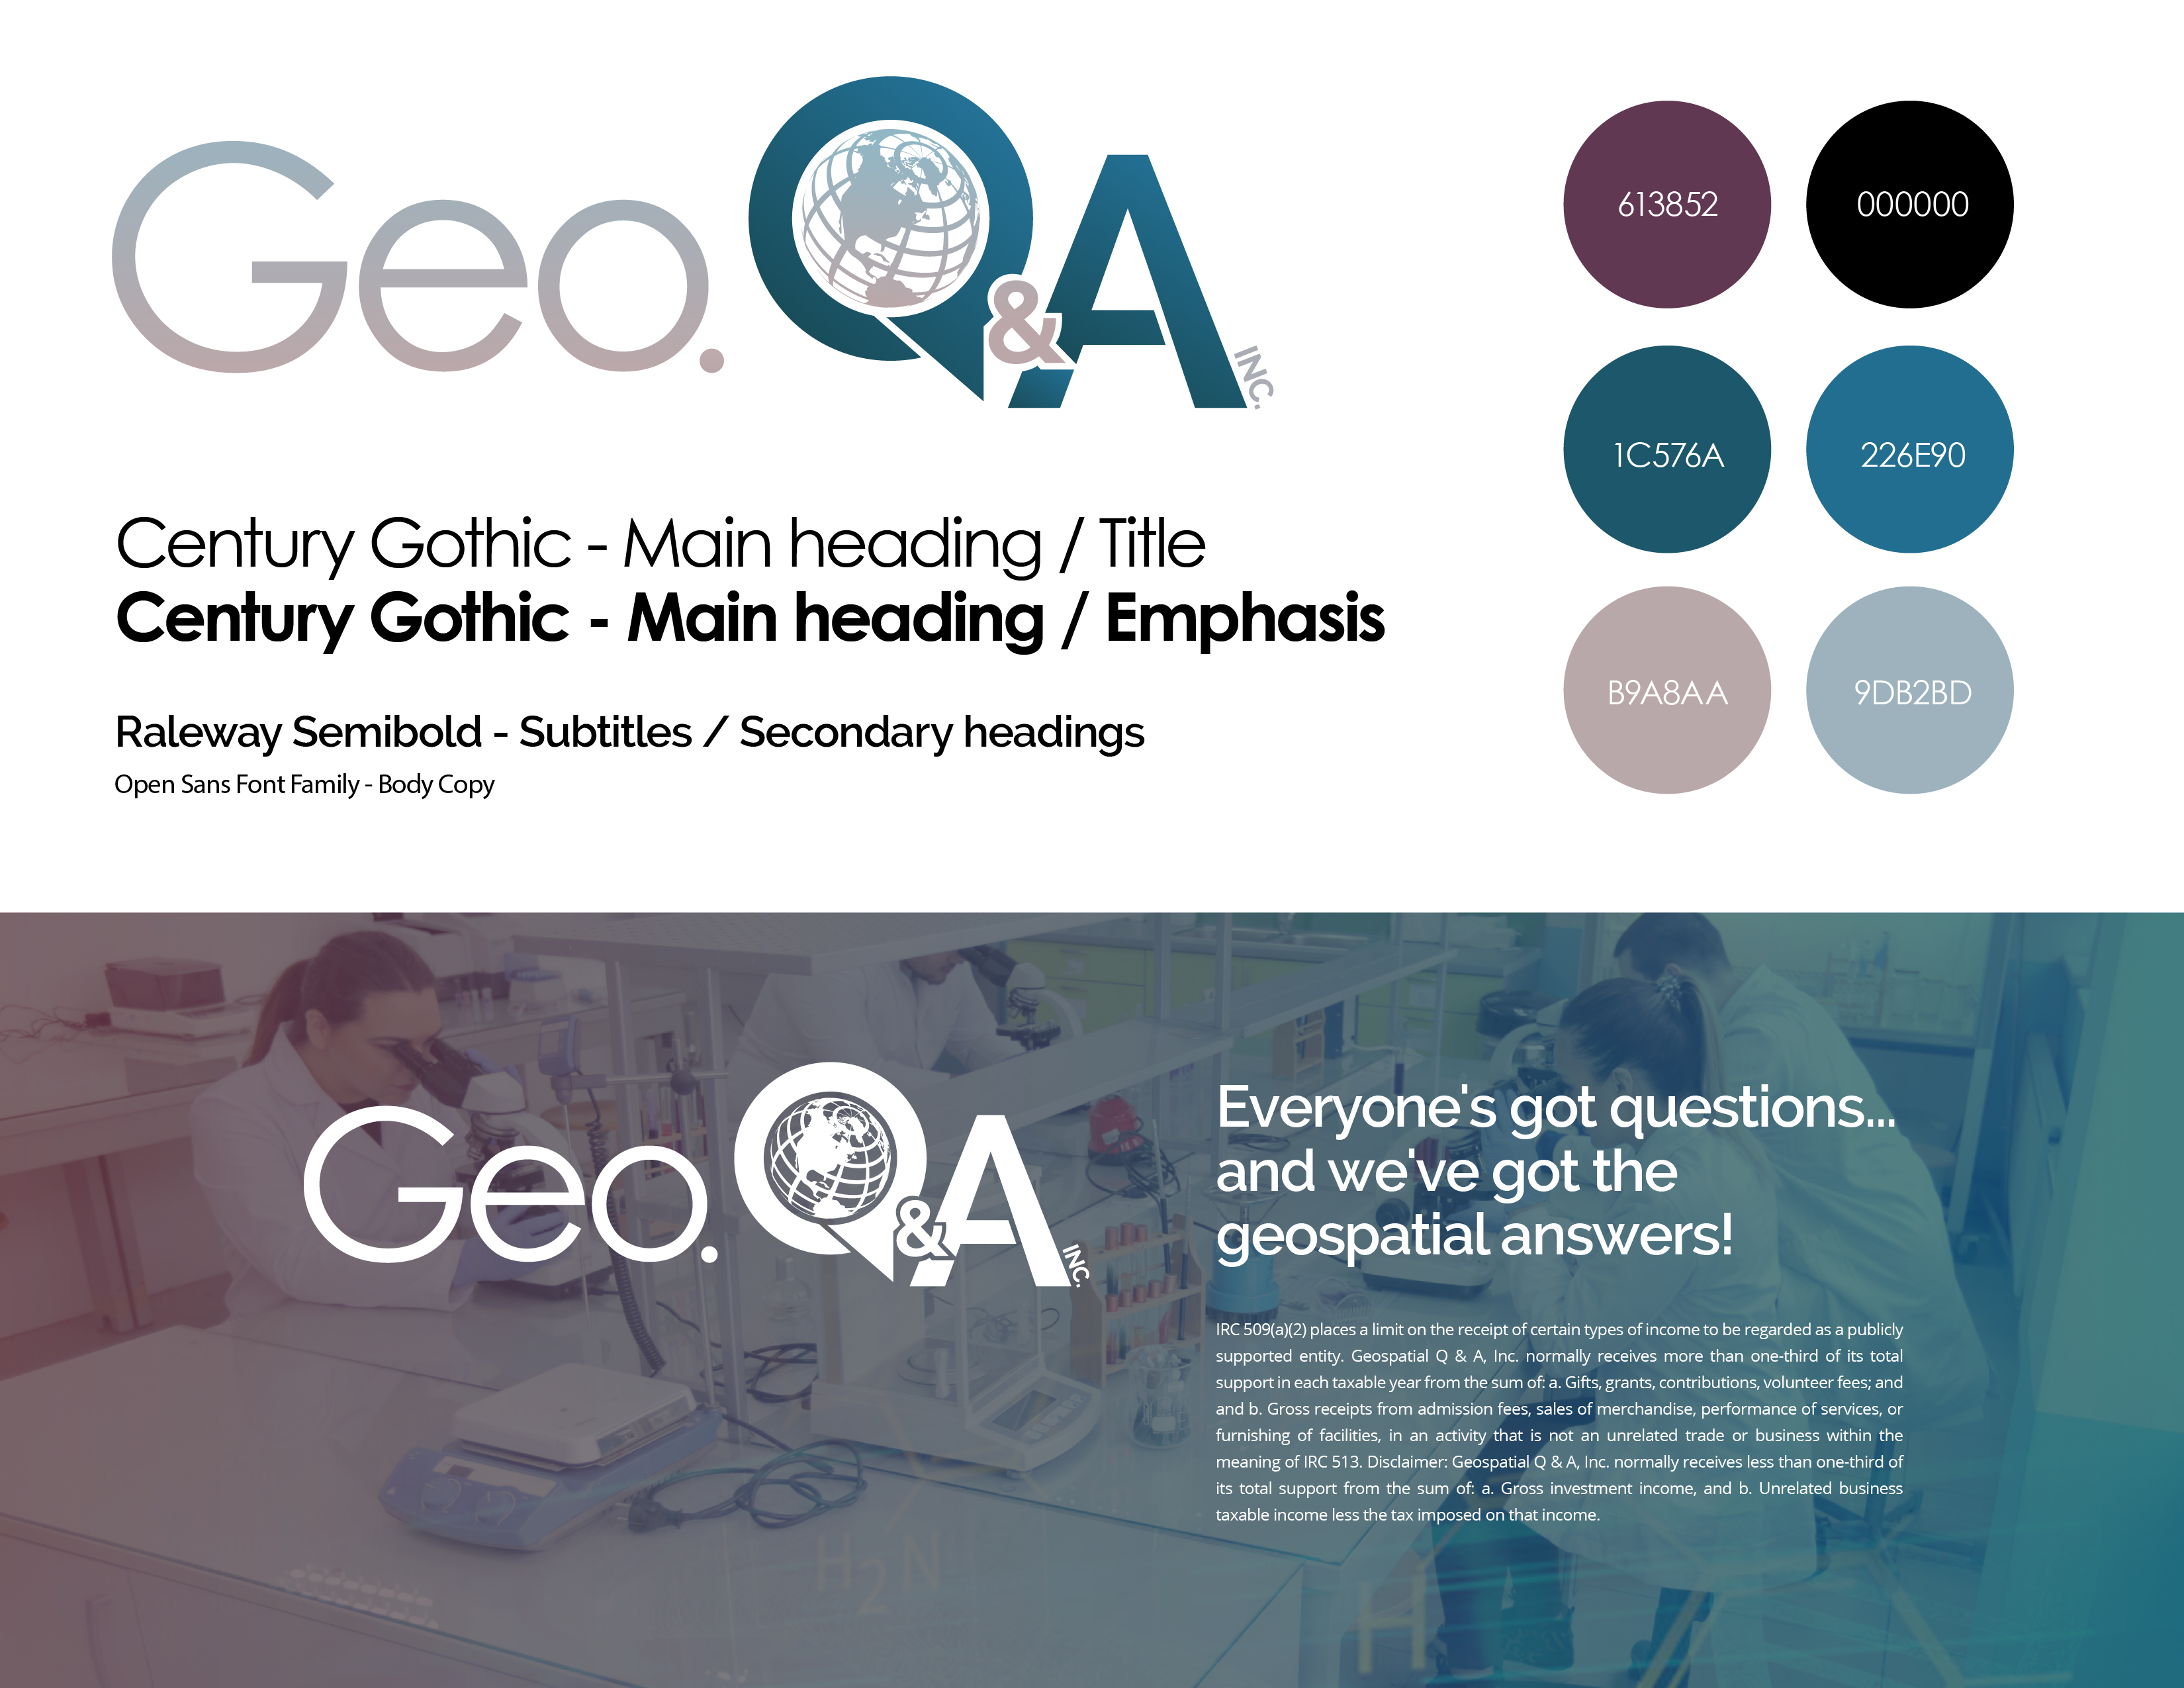 Geo. Q&A INC.
613852
000000
1C576A
226E90
B9A8AA
9DB2BD
Century Gothic - Main heading / Title
Century Gothic - Main heading / Emphasis
Raleway Semibold - Subtitles / Secondary headings
Open Sans Font Family - Body Copy
Geo. Q&A INC.
Everyone's got questions...
and we've got the
geospatial answers!
IRC 509(a)(2) places a limit on the receipt of certain types of income to be regarded as a publicly
supported entity. Geospatial Q & A, Inc. normally receives more than one-third of its total
support in each taxable year from the sum of: a. Gifts, grants, contributions, volunteer fees; and
and b. Gross receipts from admission fees, sales of merchandise, performance of services, or
furnishing of facilities, in an activity that is not an unrelated trade or business within the
meaning of IRC 513. Disclaimer: Geospatial Q & A, Inc. normally receives less than one-third of
its total support from the sum of: a. Gross investment income, and b. Unrelated business
taxable income less the tax imposed on that income.
H2N
H